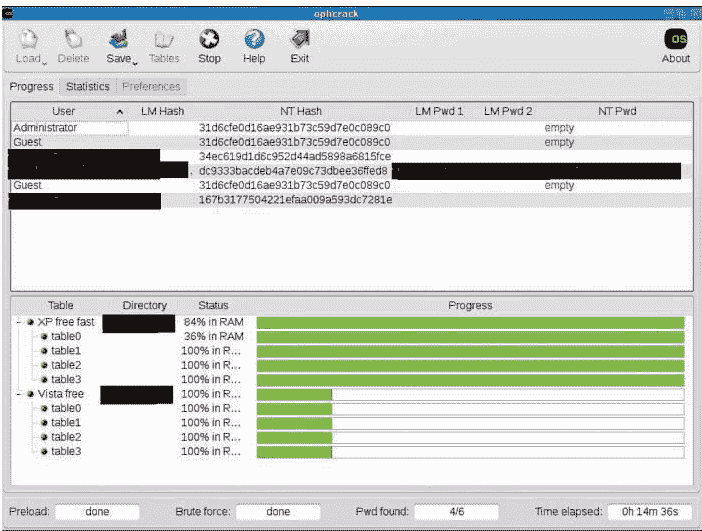 ophcrack
Load Delete Save Tables Stop Help Exit OS About
Progress Statistics Preferences
User LM Hash NT Hash LM Pwd 1 LM Pwd 2 NT Pwd
Administrator 31d6cfe0d16ae931b73c59d7e0c089c0 empty
Guest 31d6cfe0d16ae931b73c59d7e0c089c0 empty
34ec619d1d6c952d44ad5898a6815fce
dc9333bacdeb4a7e09c73dbee36ffed8
Guest 31d6cfe0d16ae931b73c59d7e0c089c0 empty
167b3177504221efaa009a593dc7281e
Table Directory Status Progress
XP free fast 84% in RAM
table0 36% in RAM
table1 100% in R...
table2 100% in R...
table3 100% in R...
Vista free 100% in R...
table0 100% in R...
table1 100% in R...
table2 100% in R...
table3 100% in R...
Preload: done Brute force: done Pwd found: 4/6 Time elapsed: 0h 14m 36s